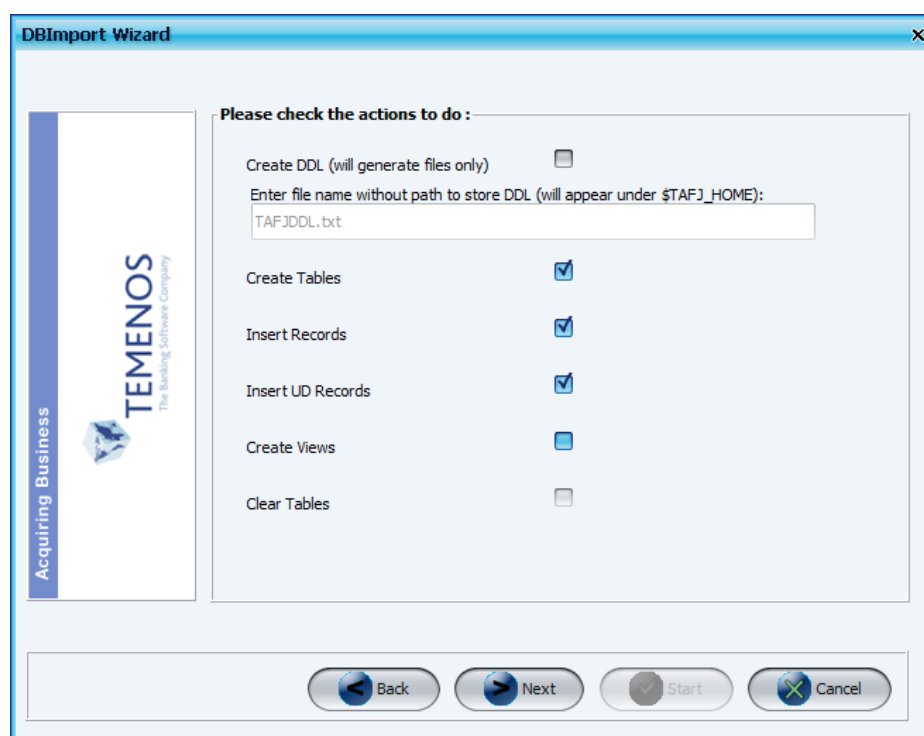 DBImport Wizard
Please check the actions to do :
Create DDL (will generate files only)
Enter file name without path to store DDL (will appear under $TAFJ_HOME):
TAFJDDL.txt
Create Tables
Insert Records
Insert UD Records
Create Views
Clear Tables
Acquiring Business
TEMENOS
The Banking Software Company
Back
Next
Start
Cancel